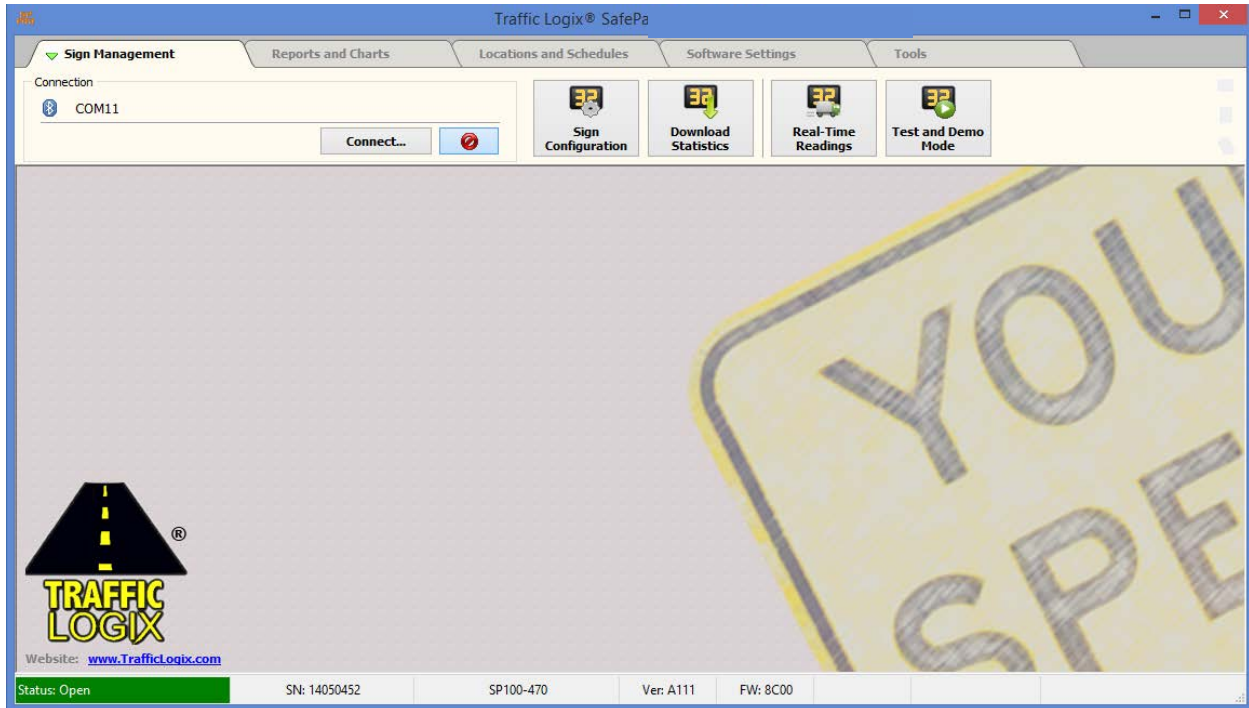 Traffic Logix® SafePa
Sign Management
Reports and Charts
Locations and Schedules
Software Settings
Tools
Connection
COM11
Connect...
Sign Configuration
Download Statistics
Real-Time Readings
Test and Demo Mode
YOU
SPE
®
TRAFFIC
LOGIX
Website: www.TrafficLogix.com
Status: Open
SN: 14050452
SP100-470
Ver: A111
FW: 8C00